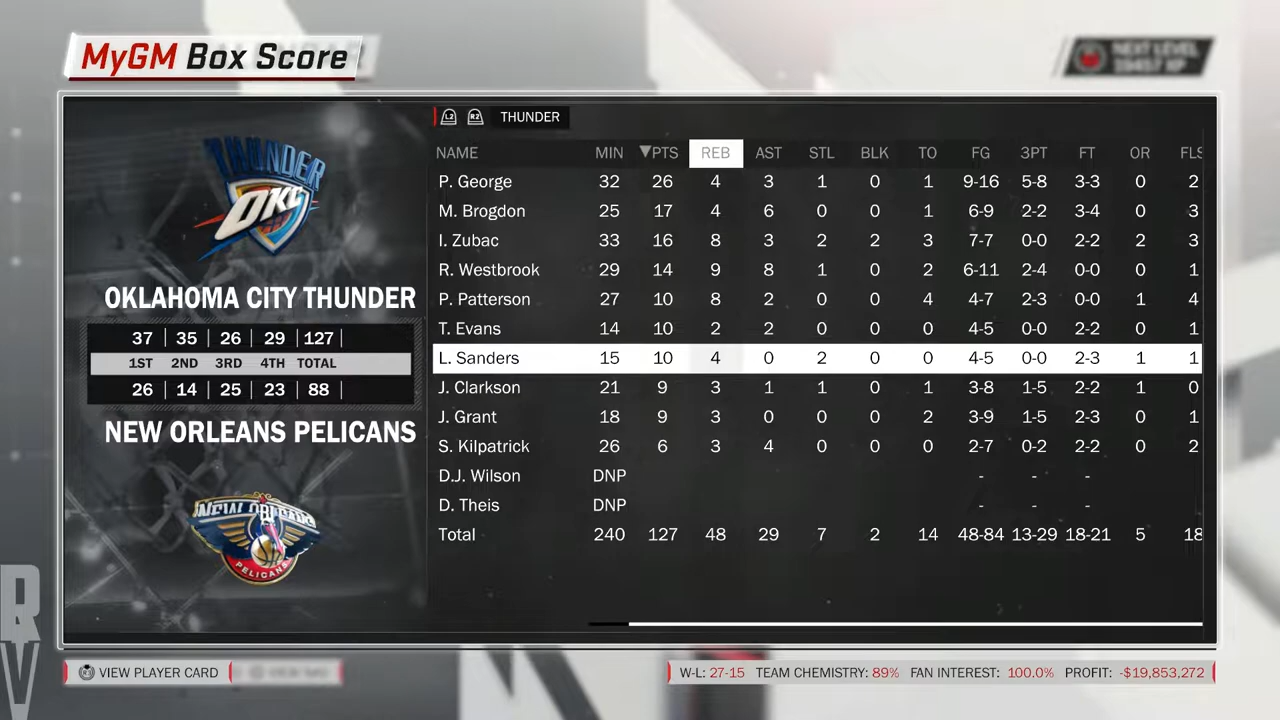 MyGM Box Score
NEXT LEVEL
THUNDER
OKC
OKLAHOMA CITY THUNDER
37 35 26 29 127
1ST 2ND 3RD 4TH TOTAL
26 14 25 23 88
NEW ORLEANS PELICANS
NEW ORLEANS
PELICANS
L2 R2 THUNDER
NAME MIN ▼PTS REB AST STL BLK TO FG 3PT FT OR FLS
P. George 32 26 4 3 1 0 1 9-16 5-8 3-3 0 2
M. Brogdon 25 17 4 6 0 0 1 6-9 2-2 3-4 0 3
I. Zubac 33 16 8 3 2 2 3 7-7 0-0 2-2 2 3
R. Westbrook 29 14 9 8 1 0 2 6-11 2-4 0-0 0 1
P. Patterson 27 10 8 2 0 0 4 4-7 2-3 0-0 1 4
T. Evans 14 10 2 2 0 0 0 4-5 0-0 2-2 0 1
L. Sanders 15 10 4 0 2 0 0 4-5 0-0 2-3 1 1
J. Clarkson 21 9 3 1 1 0 1 3-8 1-5 2-2 1 0
J. Grant 18 9 3 0 0 0 2 3-9 1-5 2-3 0 1
S. Kilpatrick 26 6 3 4 0 0 0 2-7 0-2 2-2 0 2
D.J. Wilson DNP - - -
D. Theis DNP - - -
Total 240 127 48 29 7 2 14 48-84 13-29 18-21 5 18
RV
VIEW PLAYER CARD
W-L: 27-15 TEAM CHEMISTRY: 89% FAN INTEREST: 100.0% PROFIT: -$19,853,272